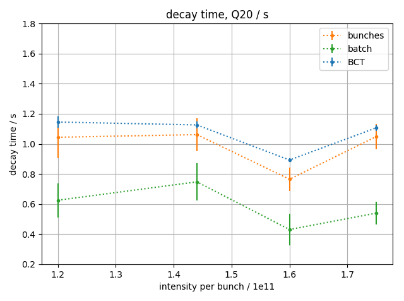 decay time, Q20 / s
1.8
1.6
1.4
1.2
1.0
0.8
0.6
0.4
0.2
decay time / s
bunches
batch
BCT
1.2 1.3 1.4 1.5 1.6 1.7
intensity per bunch / 1e11